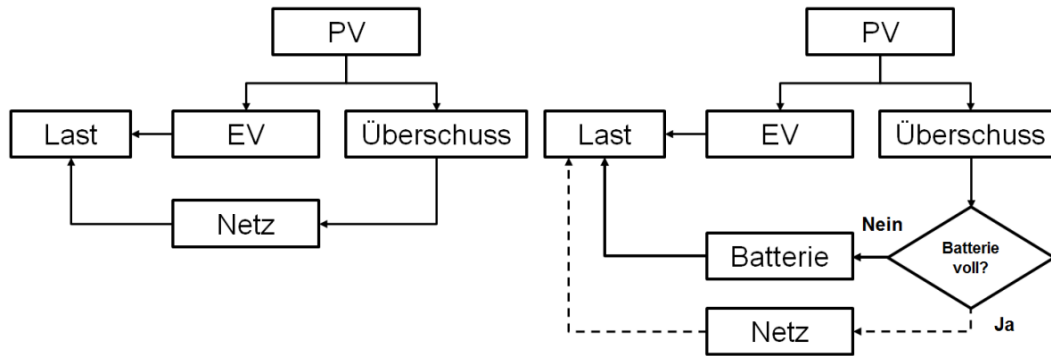 PV
Last
EV
Überschuss
Netz
PV
Last
EV
Überschuss
Nein
Batterie
Batterie
voll?
Netz
Ja